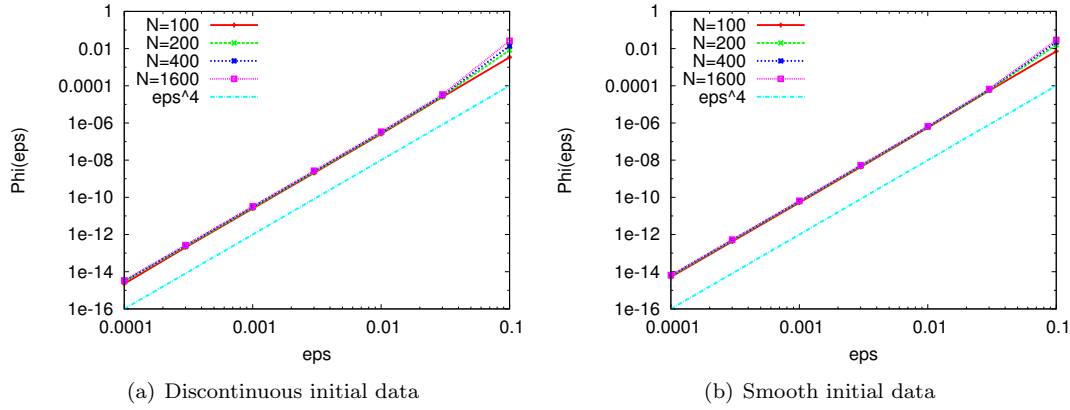 1
0.01
0.0001
1e-06
1e-08
1e-10
1e-12
1e-14
1e-16
Phi(eps)
N=100
N=200
N=400
N=1600
eps^4
0.0001
0.001
0.01
0.1
eps
(a) Discontinuous initial data
1
0.01
0.0001
1e-06
1e-08
1e-10
1e-12
1e-14
1e-16
Phi(eps)
N=100
N=200
N=400
N=1600
eps^4
0.0001
0.001
0.01
0.1
eps
(b) Smooth initial data